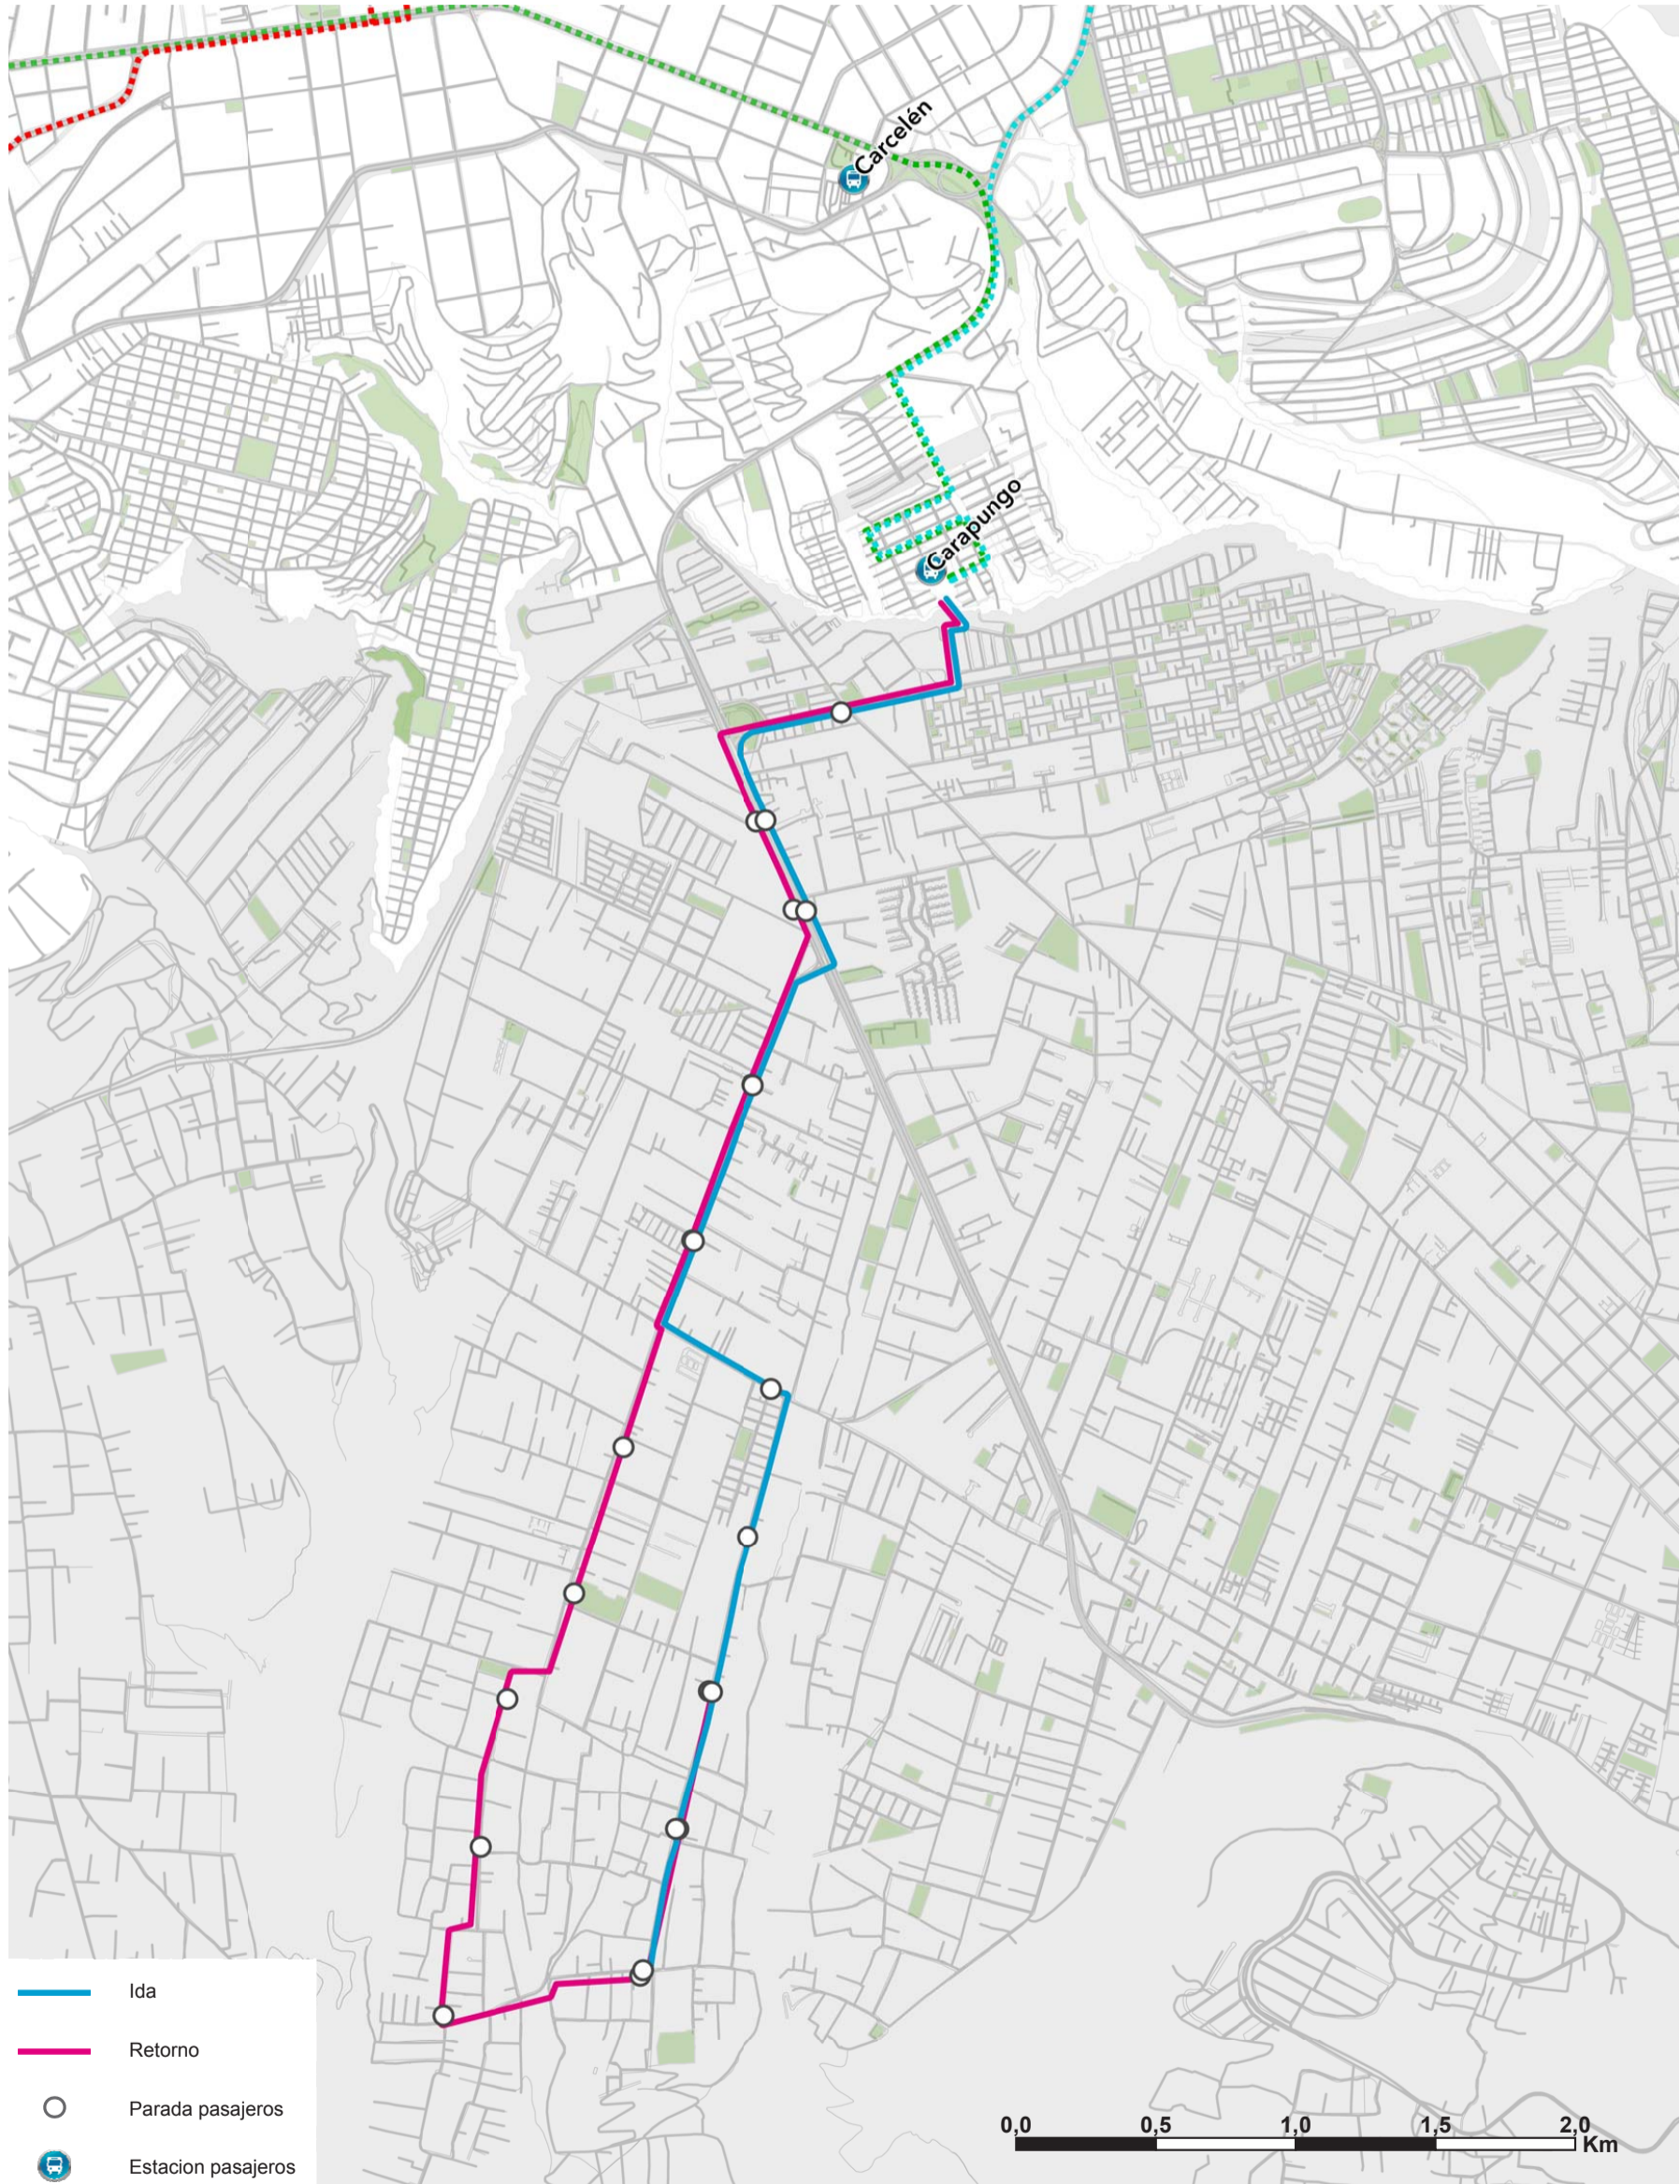 Carcelén
Carapungo
Ida
Retorno
Parada pasajeros
Estacion pasajeros
0,0 0,5 1,0 1,5 2,0
Km